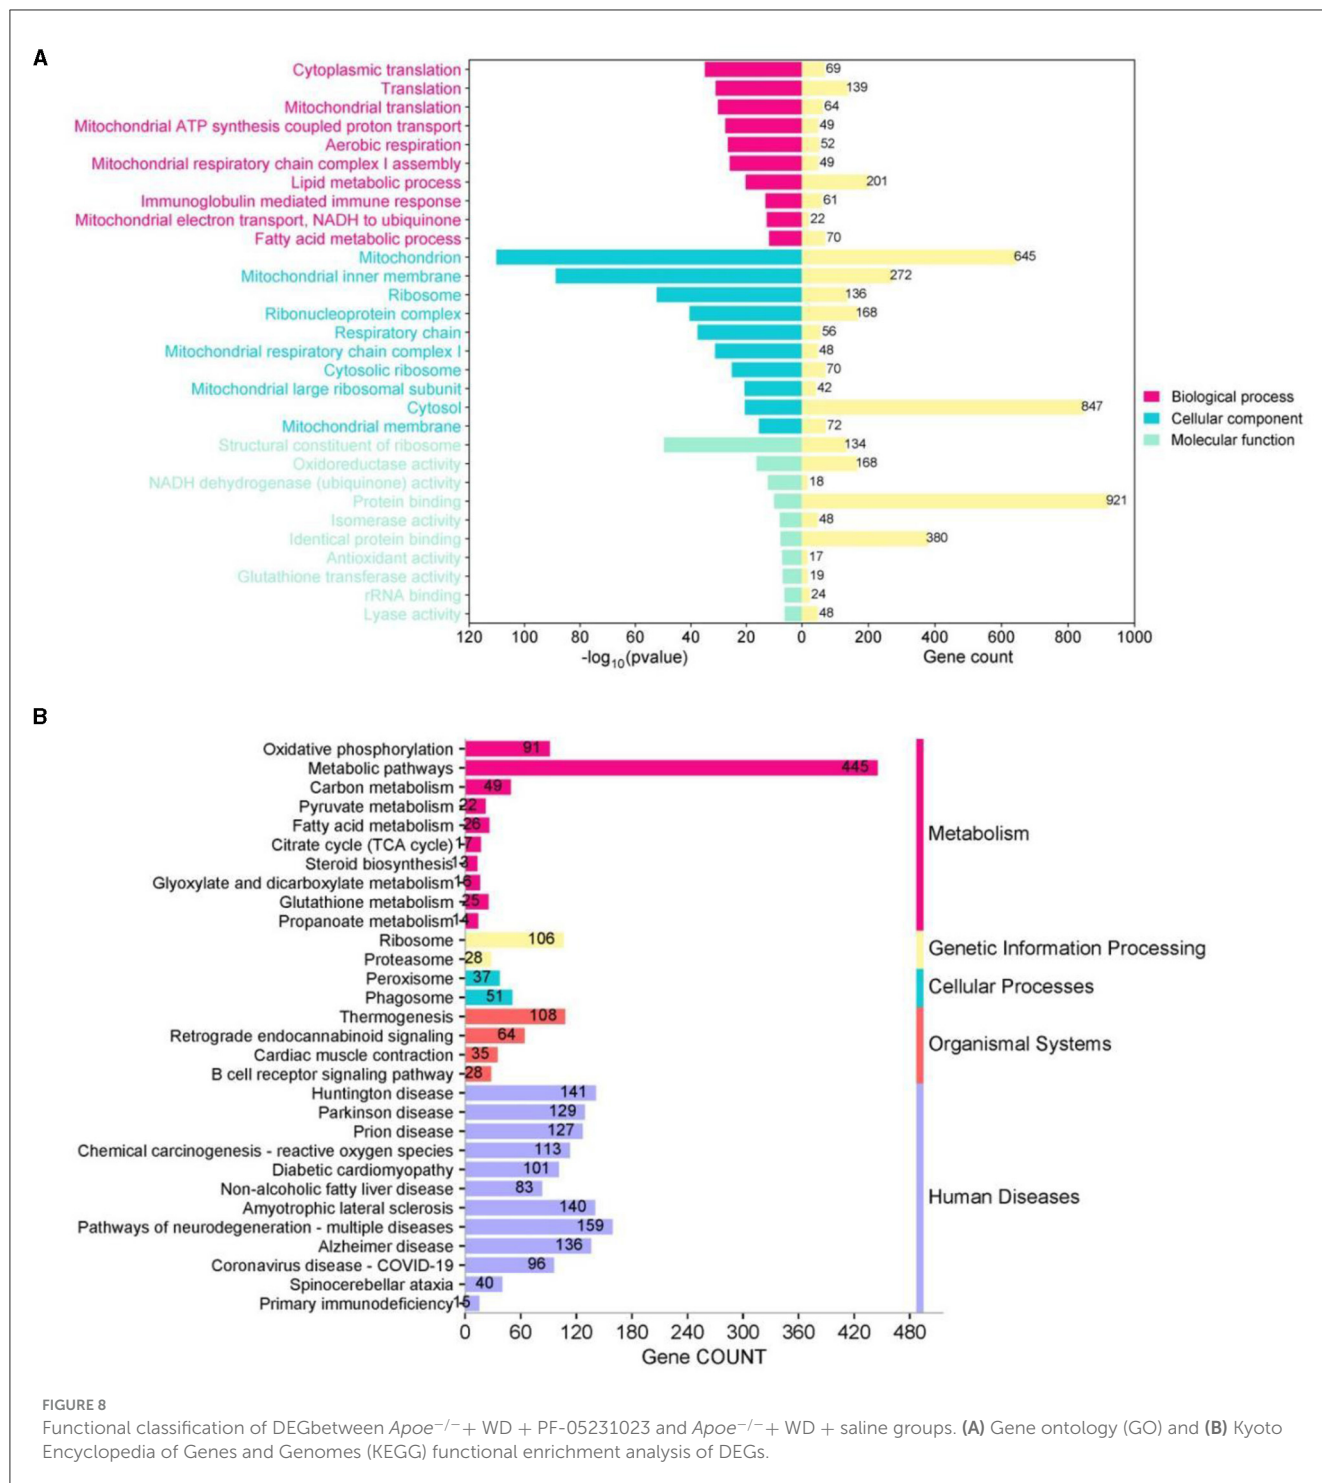 A
Cytoplasmic translation 69
Translation 139
Mitochondrial translation 64
Mitochondrial ATP synthesis coupled proton transport 49
Aerobic respiration 52
Mitochondrial respiratory chain complex I assembly 49
Lipid metabolic process 201
Immunoglobulin mediated immune response 61
Mitochondrial electron transport, NADH to ubiquinone 22
Fatty acid metabolic process 70
Mitochondrion 645
Mitochondrial inner membrane 272
Ribosome 136
Ribonucleoprotein complex 168
Respiratory chain 56
Mitochondrial respiratory chain complex I 48
Cytosolic ribosome 70
Mitochondrial large ribosomal subunit 42
Cytosol 847
Mitochondrial membrane 72
Structural constituent of ribosome 134
Oxidoreductase activity 168
NADH dehydrogenase (ubiquinone) activity 18
Protein binding 921
Isomerase activity 48
Identical protein binding 380
Antioxidant activity 17
Glutathione transferase activity 19
rRNA binding 24
Lyase activity 48
120 100 80 60 40 20 0 200 400 600 800 1000
-log10(pvalue) Gene count
Biological process
Cellular component
Molecular function
B
Oxidative phosphorylation 91
Metabolic pathways 445
Carbon metabolism 49
Pyruvate metabolism 22
Fatty acid metabolism 26
Citrate cycle (TCA cycle) 17
Steroid biosynthesis 13
Glyoxylate and dicarboxylate metabolism 16
Glutathione metabolism 25
Propanoate metabolism 14
Ribosome 106
Proteasome 28
Peroxisome 37
Phagosome 51
Thermogenesis 108
Retrograde endocannabinoid signaling 64
Cardiac muscle contraction 35
B cell receptor signaling pathway 28
Huntington disease 141
Parkinson disease 129
Prion disease 127
Chemical carcinogenesis - reactive oxygen species 113
Diabetic cardiomyopathy 101
Non-alcoholic fatty liver disease 83
Amyotrophic lateral sclerosis 140
Pathways of neurodegeneration - multiple diseases 159
Alzheimer disease 136
Coronavirus disease - COVID-19 96
Spinocerebellar ataxia 40
Primary immunodeficiency 15
0 60 120 180 240 300 360 420 480
Gene COUNT
Metabolism
Genetic Information Processing
Cellular Processes
Organismal Systems
Human Diseases
FIGURE 8
Functional classification of DEGbetween Apoe−/−+ WD + PF-05231023 and Apoe−/−+ WD + saline groups. (A) Gene ontology (GO) and (B) Kyoto
Encyclopedia of Genes and Genomes (KEGG) functional enrichment analysis of DEGs.